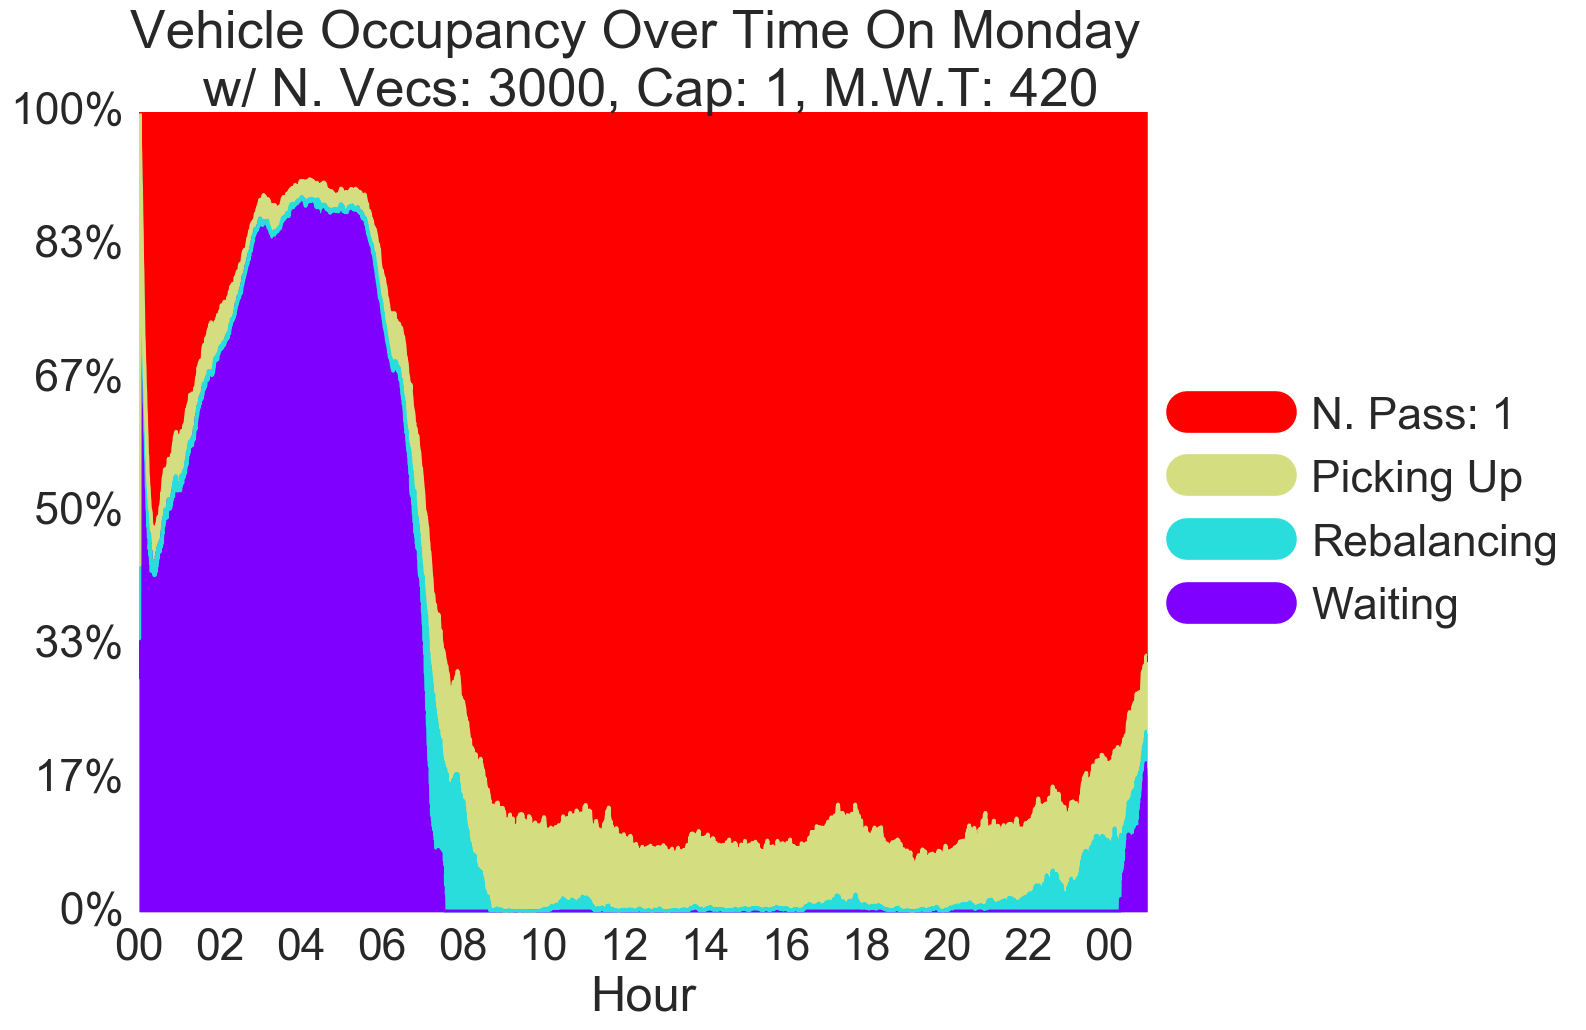 Vehicle Occupancy Over Time On Monday
w/ N. Vecs: 3000, Cap: 1, M.W.T: 420
100%
83%
67%
50%
33%
17%
0%
00 02 04 06 08 10 12 14 16 18 20 22 00
Hour
N. Pass: 1
Picking Up
Rebalancing
Waiting